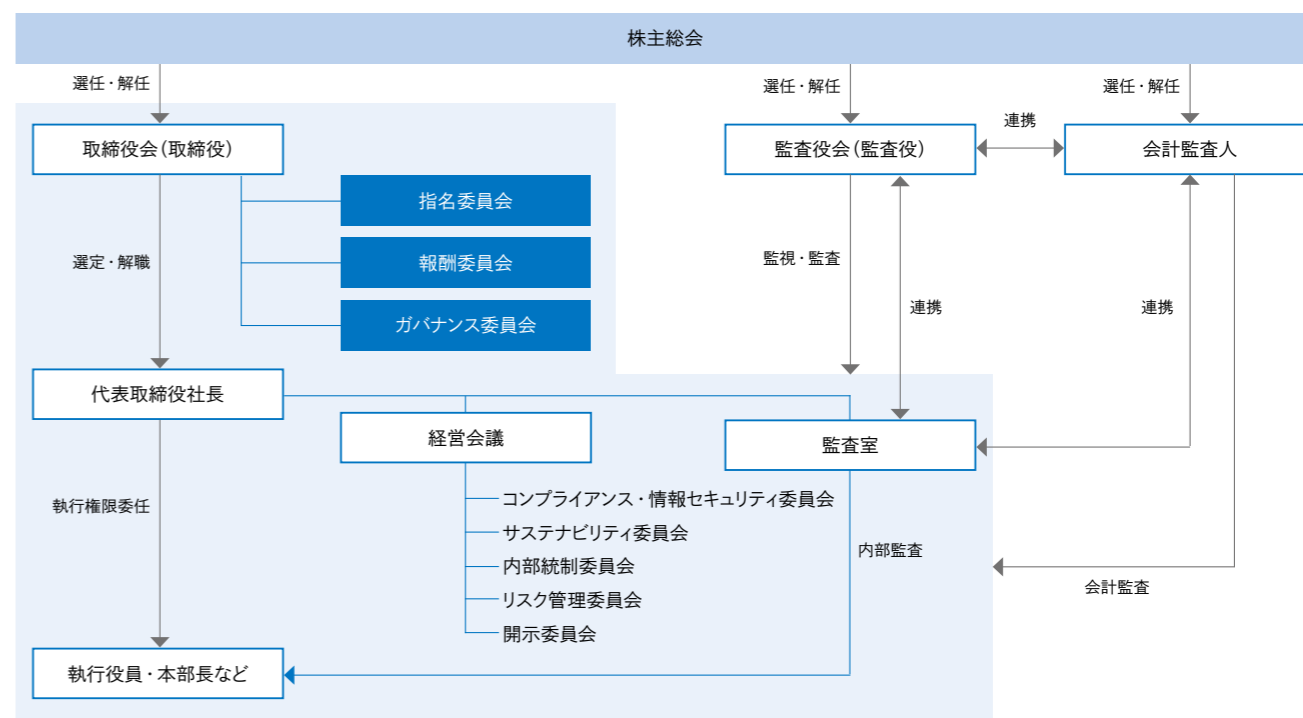 株主総会
選任・解任
選任・解任
選任・解任
取締役会（取締役）
監査役会（監査役）
連携
会計監査人
指名委員会
選定・解職
報酬委員会
監視・監査
ガバナンス委員会
連携
連携
代表取締役社長
経営会議
監査室
執行権限委任
コンプライアンス・情報セキュリティ委員会
サステナビリティ委員会
内部統制委員会
内部監査
リスク管理委員会
会計監査
開示委員会
執行役員・本部長など